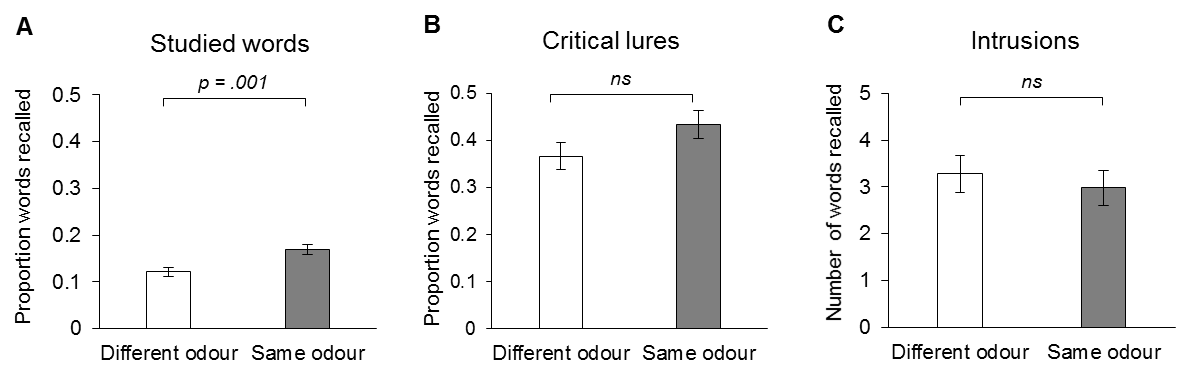 A
Studied words
p = .001
Proportion words recalled
0.5
0.4
0.3
0.2
0.1
0
Different odour
Same odour
B
Critical lures
ns
Proportion words recalled
0.5
0.4
0.3
0.2
0.1
0
Different odour
Same odour
C
Intrusions
ns
Number of words recalled
5
4
3
2
1
0
Different odour
Same odour